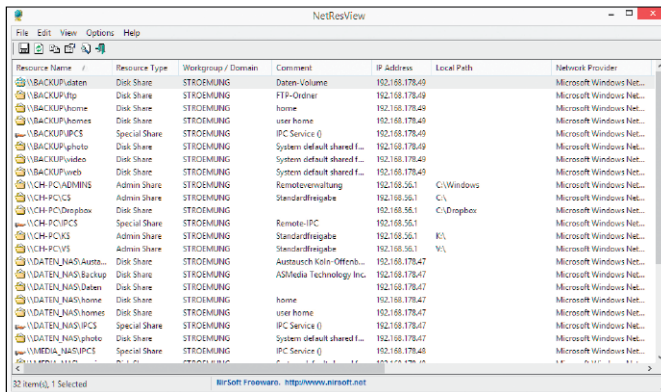 NetResView
File Edit View Options Help
Resource Name / Resource Type Workgroup / Domain Comment IP Address Local Path Network Provider
\\BACKUP\daten Disk Share STROEMUNG Daten-Volume 192.168.178.49 Microsoft Windows Net...
\\BACKUP\ftp Disk Share STROEMUNG FTP-Ordner 192.168.178.49 Microsoft Windows Net...
\\BACKUP\home Disk Share STROEMUNG home 192.168.178.49 Microsoft Windows Net...
\\BACKUP\homes Disk Share STROEMUNG user home 192.168.178.49 Microsoft Windows Net...
\\BACKUP\IPC$ Special Share STROEMUNG IPC Service () 192.168.178.49 Microsoft Windows Net...
\\BACKUP\photo Disk Share STROEMUNG System default shared f... 192.168.178.49 Microsoft Windows Net...
\\BACKUP\video Disk Share STROEMUNG System default shared f... 192.168.178.49 Microsoft Windows Net...
\\BACKUP\web Disk Share STROEMUNG System default shared f... 192.168.178.49 Microsoft Windows Net...
\\CH-PC\ADMIN$ Admin Share STROEMUNG Remoteverwaltung 192.168.56.1 C:\Windows Microsoft Windows Net...
\\CH-PC\C$ Admin Share STROEMUNG Standardfreigabe 192.168.56.1 C:\ Microsoft Windows Net...
\\CH-PC\Dropbox Disk Share STROEMUNG 192.168.56.1 C:\Dropbox Microsoft Windows Net...
\\CH-PC\IPC$ Special Share STROEMUNG Remote-IPC 192.168.56.1 Microsoft Windows Net...
\\CH-PC\K$ Admin Share STROEMUNG Standardfreigabe 192.168.56.1 K:\ Microsoft Windows Net...
\\CH-PC\V$ Admin Share STROEMUNG Standardfreigabe 192.168.56.1 V:\ Microsoft Windows Net...
\\DATEN_NAS\Austa... Disk Share STROEMUNG Austausch Köln-Offenb... 192.168.178.47 Microsoft Windows Net...
\\DATEN_NAS\Backup Disk Share STROEMUNG ASMedia Technology Inc. 192.168.178.47 Microsoft Windows Net...
\\DATEN_NAS\Daten Disk Share STROEMUNG 192.168.178.47 Microsoft Windows Net...
\\DATEN_NAS\home Disk Share STROEMUNG home 192.168.178.47 Microsoft Windows Net...
\\DATEN_NAS\homes Disk Share STROEMUNG user home 192.168.178.47 Microsoft Windows Net...
\\DATEN_NAS\IPC$ Special Share STROEMUNG IPC Service () 192.168.178.47 Microsoft Windows Net...
\\DATEN_NAS\photo Disk Share STROEMUNG System default shared f... 192.168.178.47 Microsoft Windows Net...
\\MEDIA_NAS\IPC$ Special Share STROEMUNG IPC Service () 192.168.178.48 Microsoft Windows Net...
32 item(s), 1 Selected NirSoft Freeware. http://www.nirsoft.net